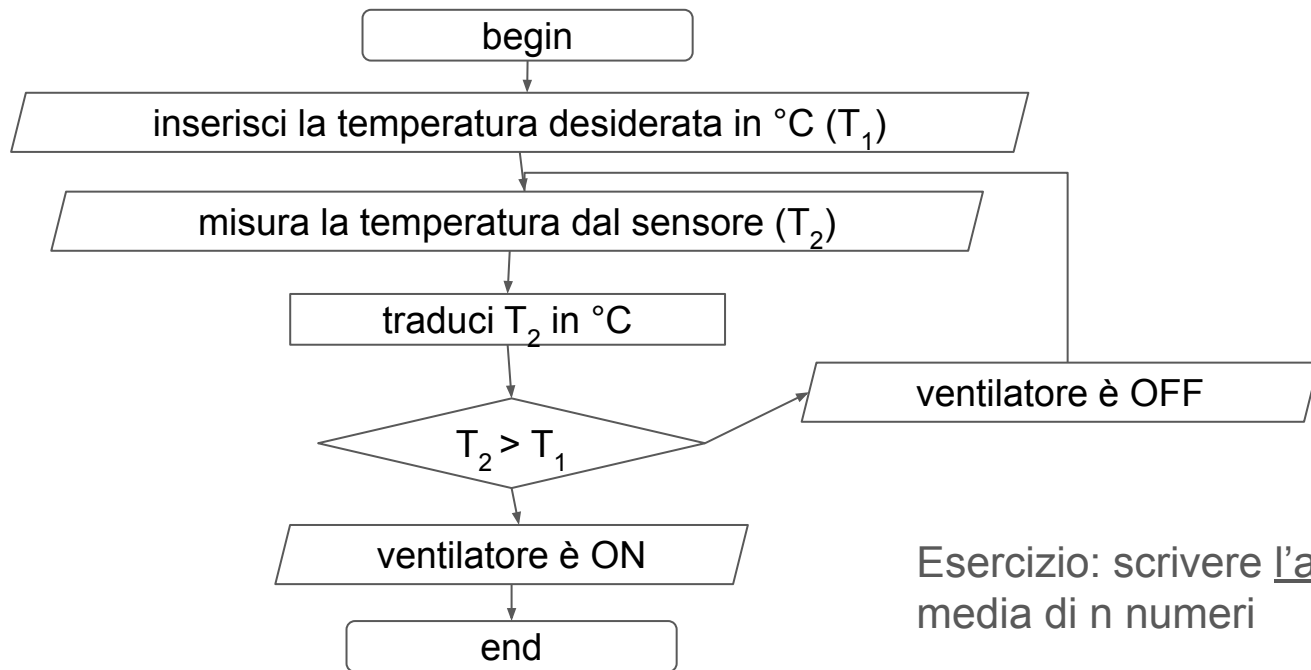 begin
inserisci la temperatura desiderata in °C (T₁)
misura la temperatura dal sensore (T₂)
traduci T₂ in °C
ventilatore è OFF
T₂ > T₁
ventilatore è ON
Esercizio: scrivere
media di n numeri
end